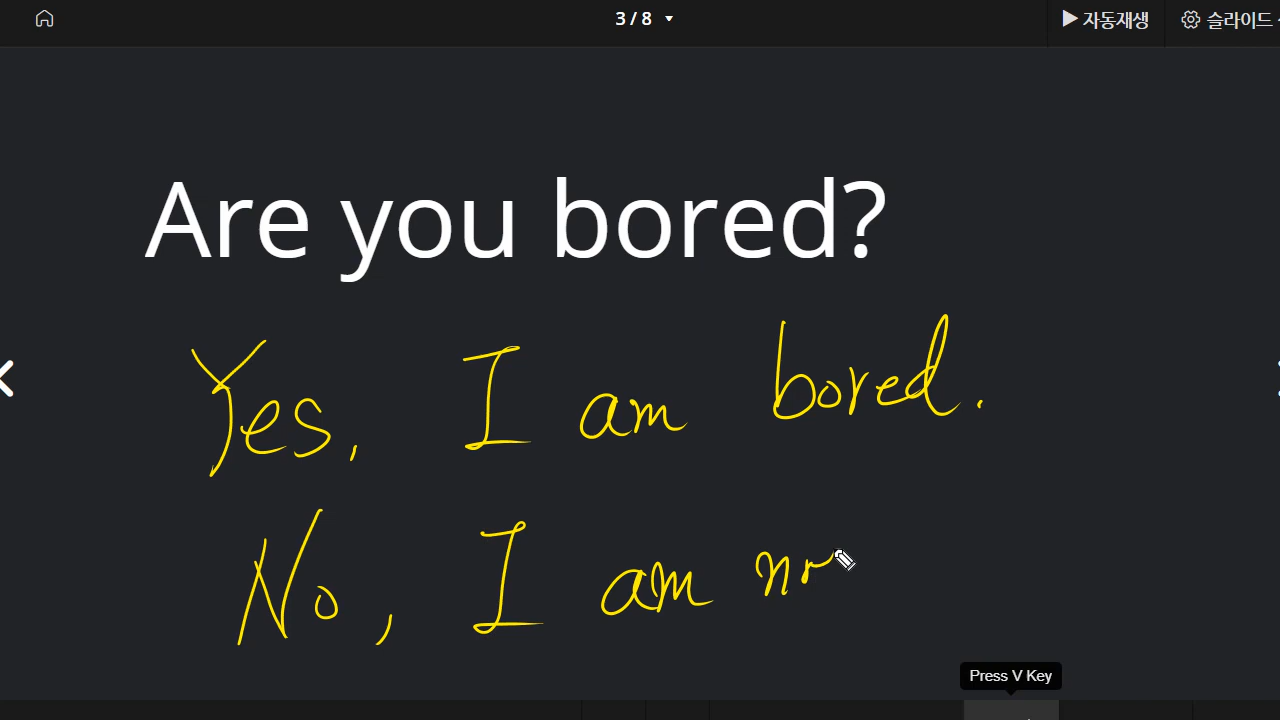 3 / 8
▶ 자동재생
슬라이드
Are you bored?
Yes, I am bored.
No, I am
Press V Key